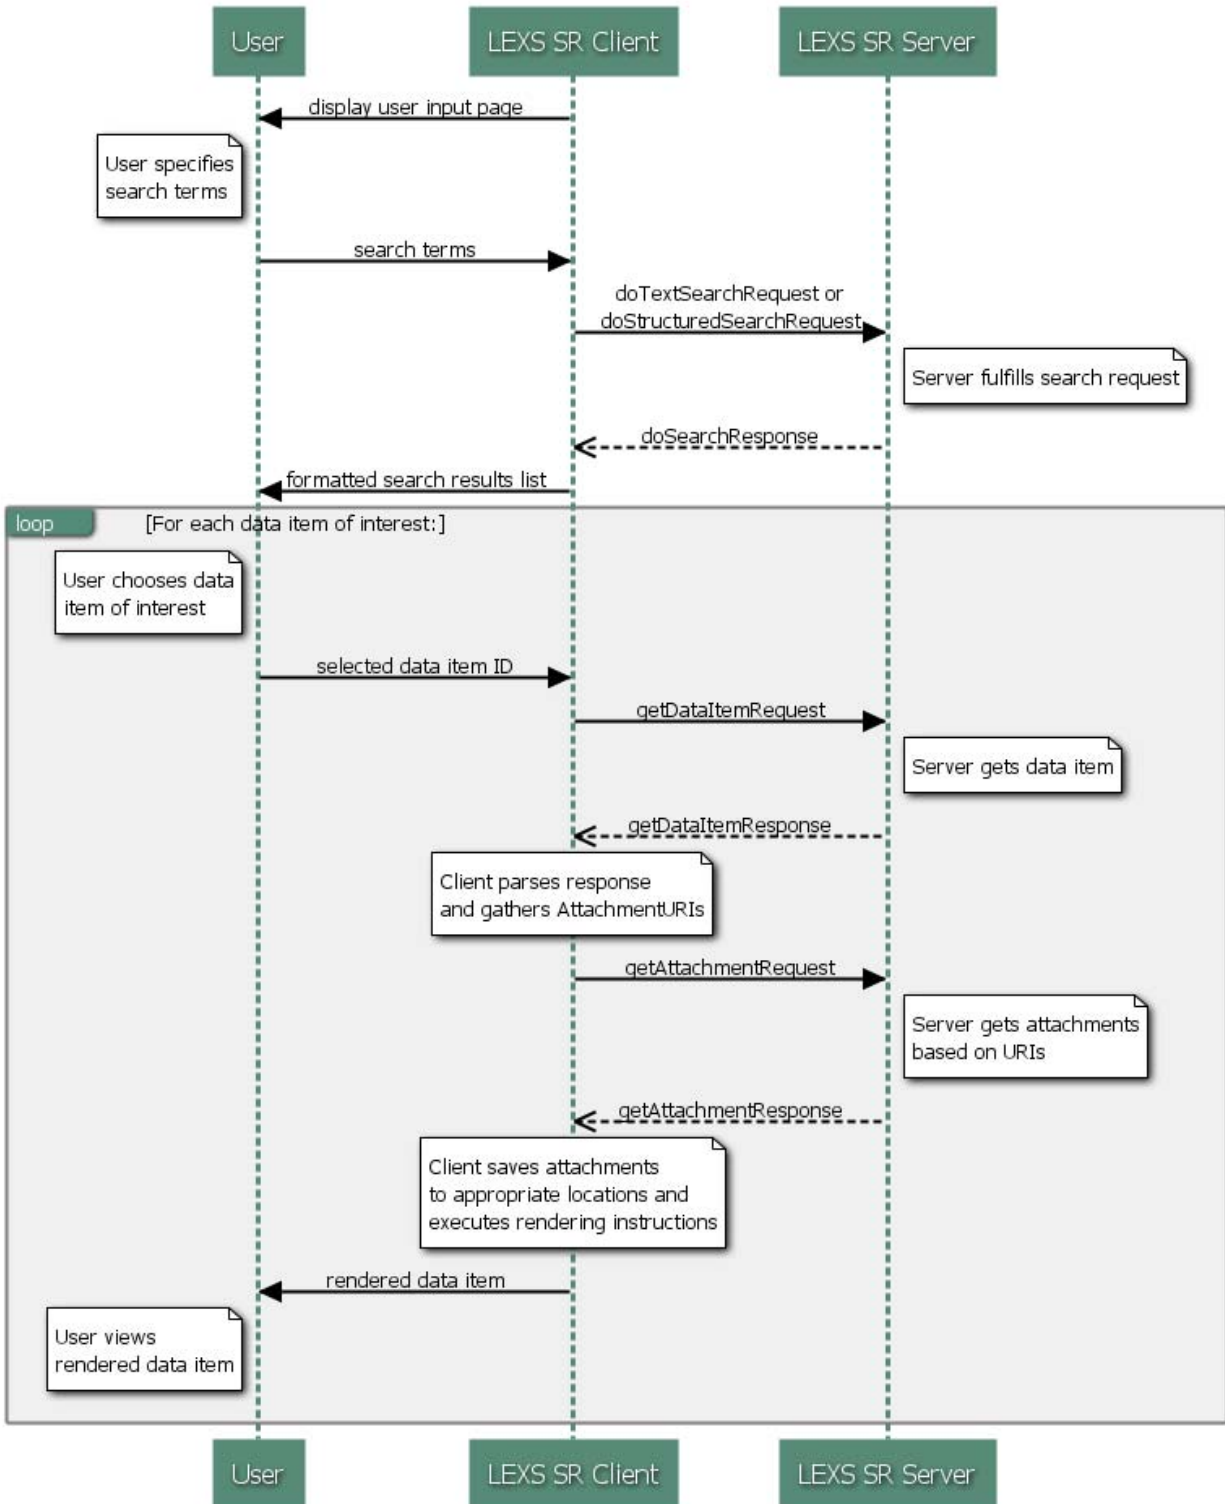 User
LEXS SR Client
LEXS SR Server
display user input page
User specifies
search terms
search terms
doTextSearchRequest or
doStructuredSearchRequest
Server fulfills search request
doSearchResponse
formatted search results list
loop
[For each data item of interest:]
User chooses data
item of interest
selected data item ID
getDataItemRequest
Server gets data item
getDataItemResponse
Client parses response
and gathers AttachmentURIs
getAttachmentRequest
Server gets attachments
based on URIs
getAttachmentResponse
Client saves attachments
to appropriate locations and
executes rendering instructions
rendered data item
User views
rendered data item
User
LEXS SR Client
LEXS SR Server